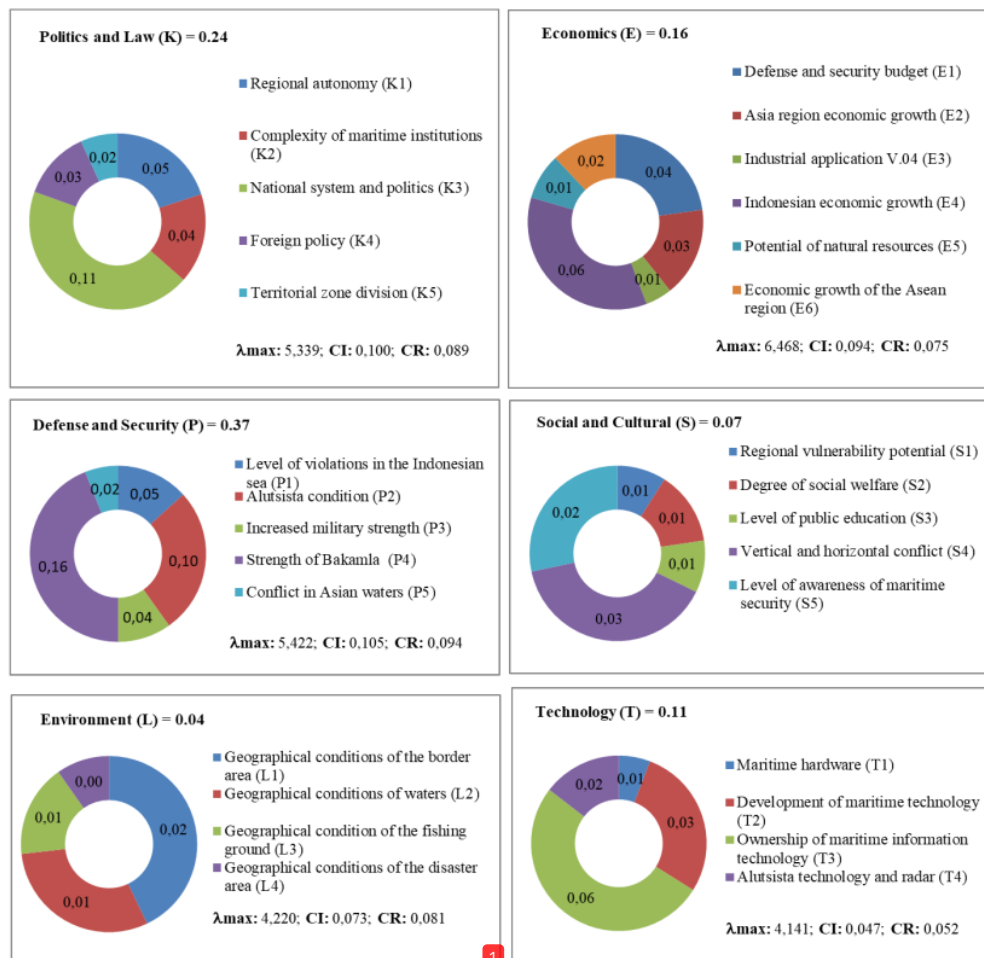 Politics and Law (K) = 0.24
Regional autonomy (K1)
Complexity of maritime institutions
(K2)
National system and politics (K3)
Foreign policy (K4)
Territorial zone division (K5)
0,05
0,04
0,11
0,03
0,02
λmax: 5,339; CI: 0,100; CR: 0,089
Economics (E) = 0.16
Defense and security budget (E1)
Asia region economic growth (E2)
Industrial application V.04 (E3)
Indonesian economic growth (E4)
Potential of natural resources (E5)
Economic growth of the Asean
region (E6)
0,04
0,03
0,01
0,06
0,01
0,02
λmax: 6,468; CI: 0,094; CR: 0,075
Defense and Security (P) = 0.37
Level of violations in the Indonesian
sea (P1)
Alutsista condition (P2)
Increased military strength (P3)
Strength of Bakamla (P4)
Conflict in Asian waters (P5)
0,05
0,10
0,04
0,16
0,02
λmax: 5,422; CI: 0,105; CR: 0,094
Social and Cultural (S) = 0.07
Regional vulnerability potential (S1)
Degree of social welfare (S2)
Level of public education (S3)
Vertical and horizontal conflict (S4)
Level of awareness of maritime
security (S5)
0,01
0,01
0,01
0,03
0,02
Environment (L) = 0.04
Geographical conditions of the border
area (L1)
Geographical conditions of waters (L2)
Geographical condition of the fishing
ground (L3)
Geographical conditions of the disaster
area (L4)
0,02
0,01
0,01
0,00
λmax: 4,220; CI: 0,073; CR: 0,081
Technology (T) = 0.11
Maritime hardware (T1)
Development of maritime technology
(T2)
Ownership of maritime information
technology (T3)
Alutsista technology and radar (T4)
0,01
0,03
0,06
0,02
λmax: 4,141; CI: 0,047; CR: 0,052
1